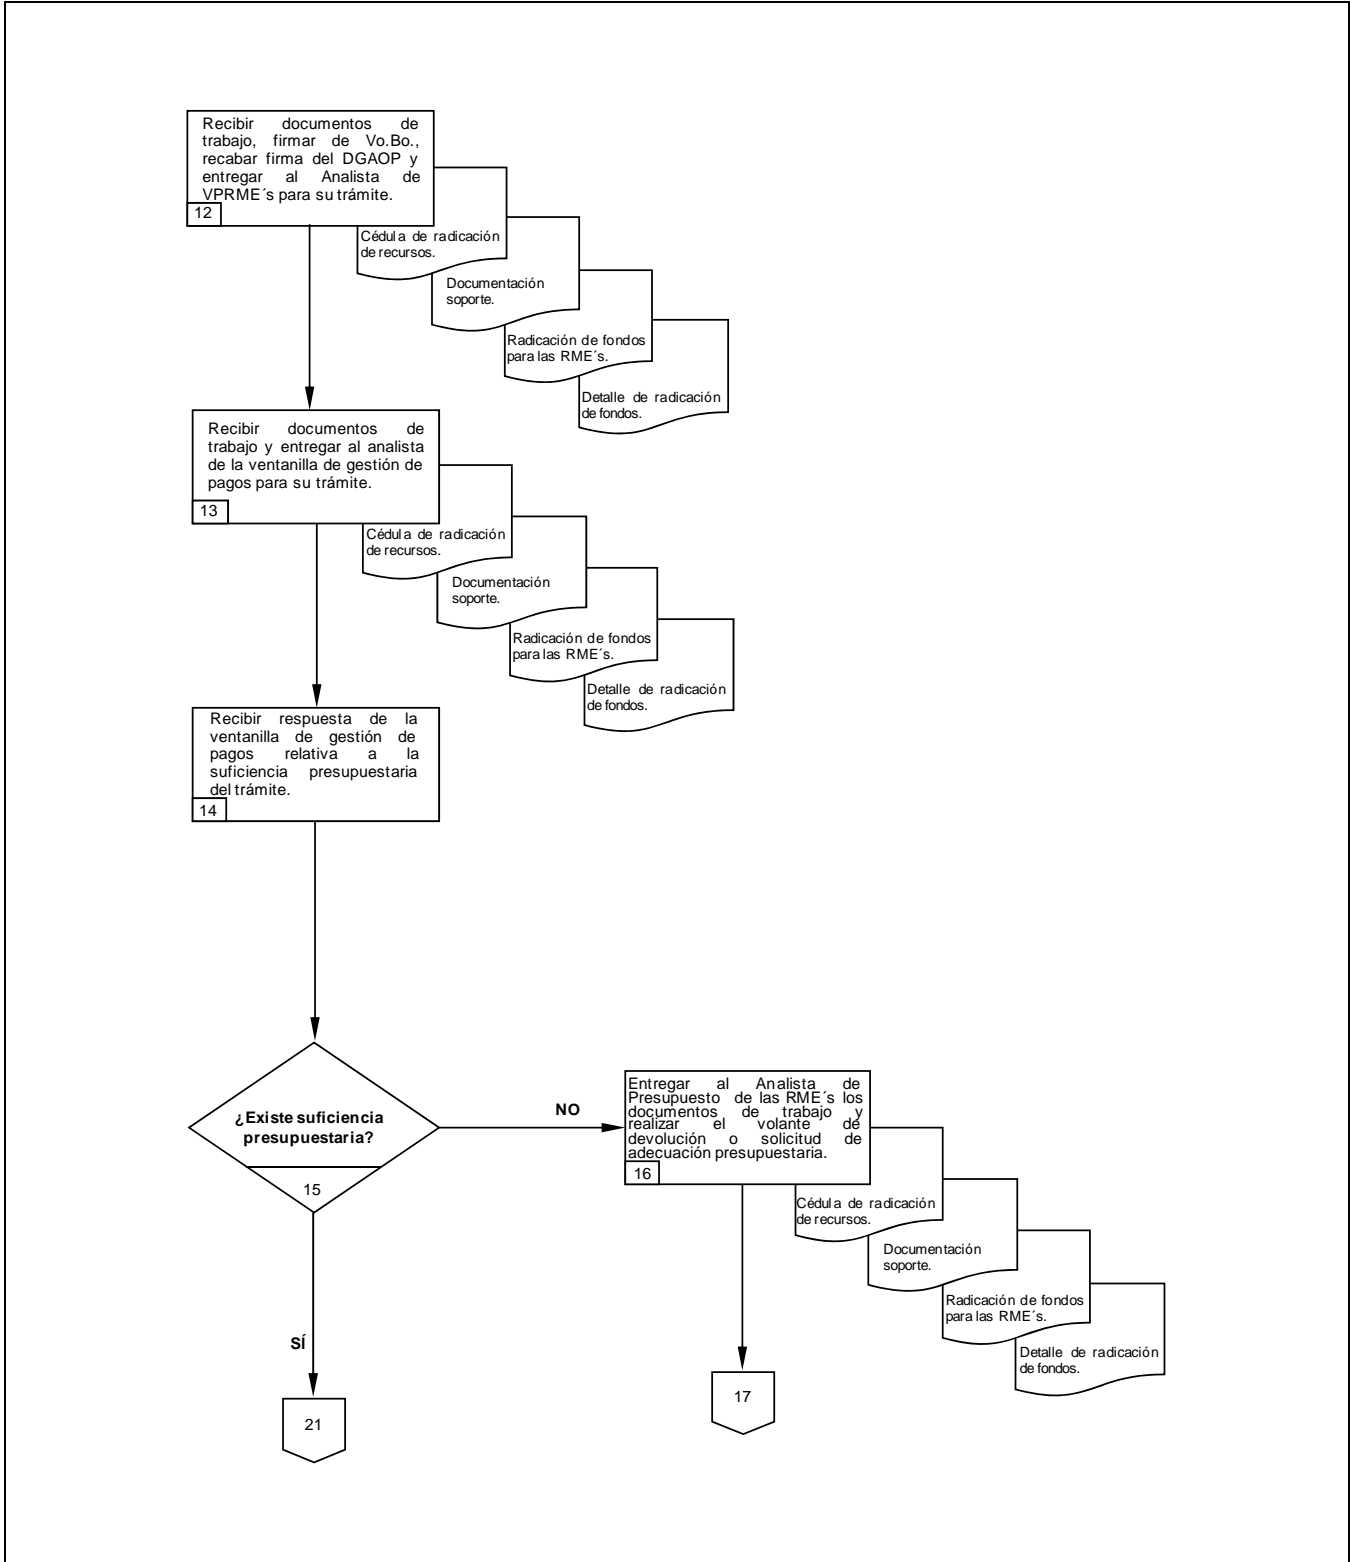 Recibir documentos de
trabajo, firmar de Vo.Bo.,
recabar firma del DGAOP y
entregar al Analista de
VPRME´s para su trámite.
12
Cédula de radicación
de recursos.
Documentación
soporte.
Radicación de fondos
para las RME´s.
Detalle de radicación
de fondos.
Recibir documentos de
trabajo y entregar al analista
de la ventanilla de gestión de
pagos para su trámite.
13
Cédula de radicación
de recursos.
Documentación
soporte.
Radicación de fondos
para las RME´s.
Detalle de radicación
de fondos.
Recibir respuesta de la
ventanilla de gestión de
pagos relativa a la
suficiencia presupuestaria
del trámite.
14
¿Existe suficiencia
presupuestaria?
15
NO
Entregar al Analista de
Presupuesto de las RME´s los
documentos de trabajo y
realizar el volante de
devolución o solicitud de
adecuación presupuestaria.
16
Cédula de radicación
de recursos.
Documentación
soporte.
Radicación de fondos
para las RME´s.
Detalle de radicación
de fondos.
SÍ
17
21